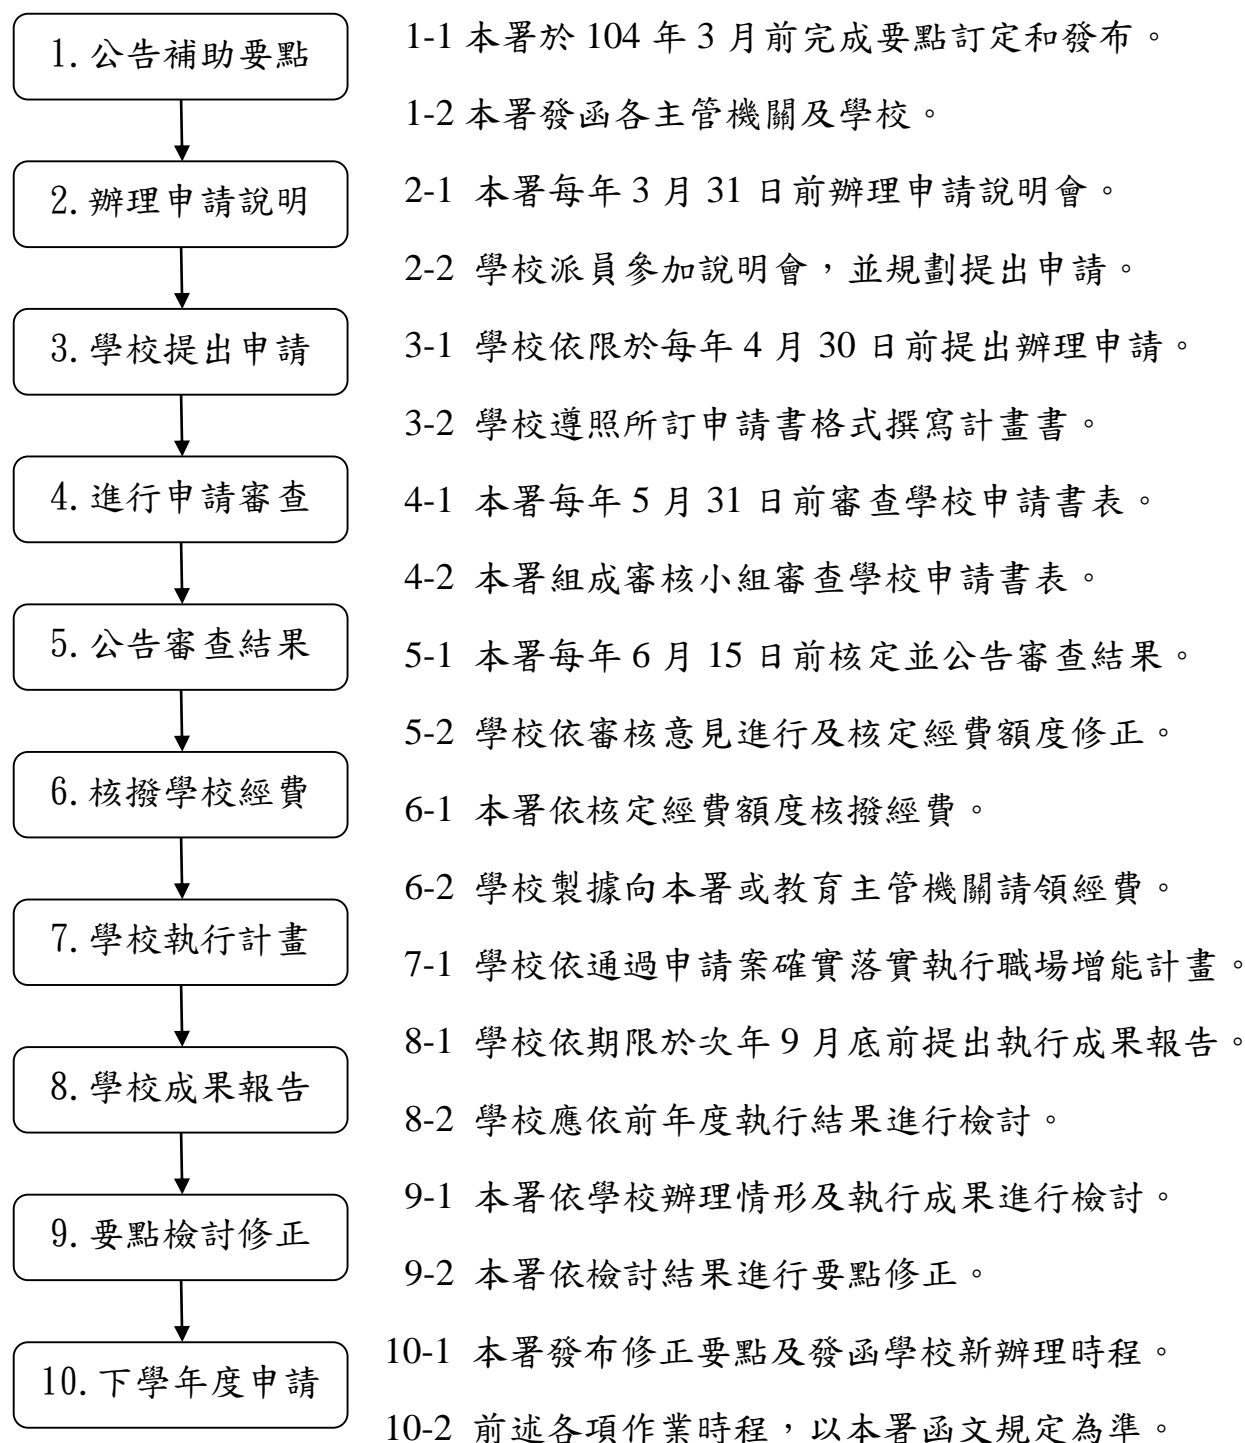 1.公告補助要點
1-1 本署於 104 年 3 月前完成要點訂定和發布。
1-2 本署發函各主管機關及學校。
2.辦理申請說明
2-1 本署每年 3 月 31 日前辦理申請說明會。
2-2 學校派員參加說明會，並規劃提出申請。
3.學校提出申請
3-1 學校依限於每年 4 月 30 日前提出辦理申請。
3-2 學校遵照所訂申請書格式撰寫計畫書。
4.進行申請審查
4-1 本署每年 5 月 31 日前審查學校申請書表。
4-2 本署組成審核小組審查學校申請書表。
5.公告審查結果
5-1 本署每年 6 月 15 日前核定並公告審查結果。
5-2 學校依審核意見進行及核定經費額度修正。
6.核撥學校經費
6-1 本署依核定經費額度核撥經費。
6-2 學校製據向本署或教育主管機關請領經費。
7.學校執行計畫
7-1 學校依通過申請案確實落實執行職場增能計畫。
8.學校成果報告
8-1 學校依期限於次年 9 月底前提出執行成果報告。
8-2 學校應依前年度執行結果進行檢討。
9.要點檢討修正
9-1 本署依學校辦理情形及執行成果進行檢討。
9-2 本署依檢討結果進行要點修正。
10.下學年度申請
10-1 本署發布修正要點及發函學校新辦理時程。
10-2 前述各項作業時程，以本署函文規定為準。